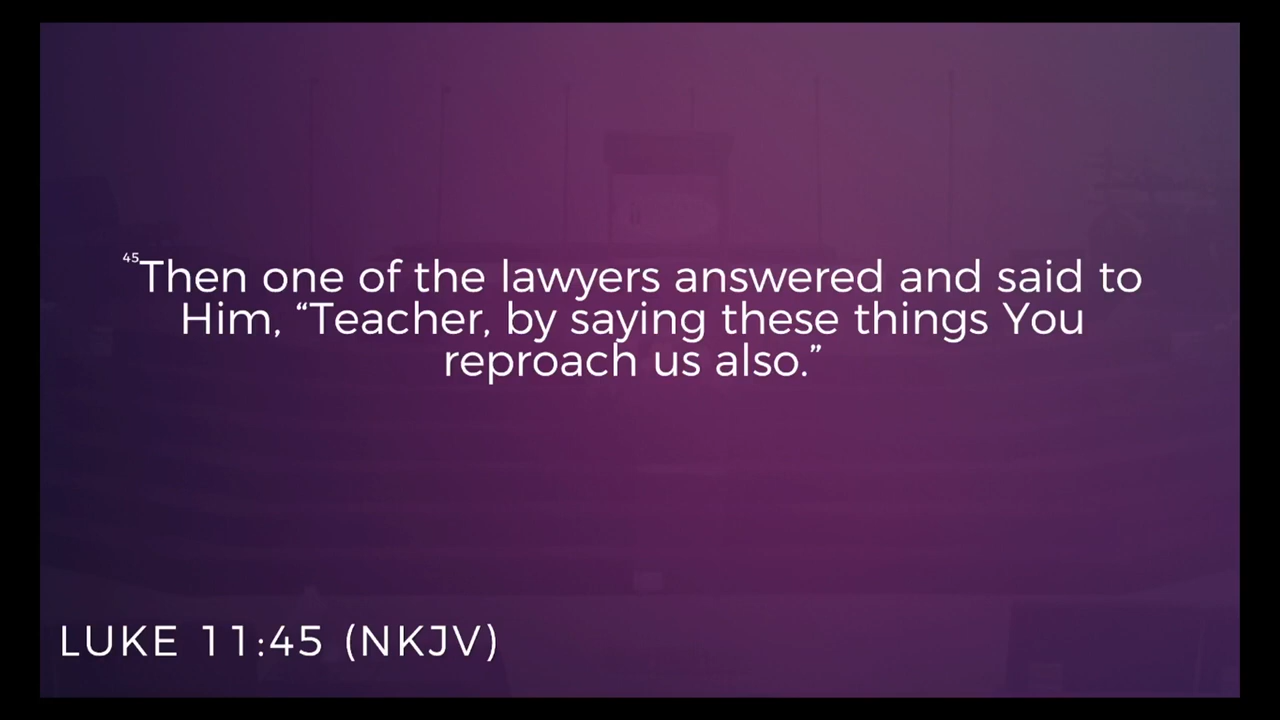 45Then one of the lawyers answered and said to
Him, “Teacher, by saying these things You
reproach us also.”
LUKE 11:45 (NKJV)